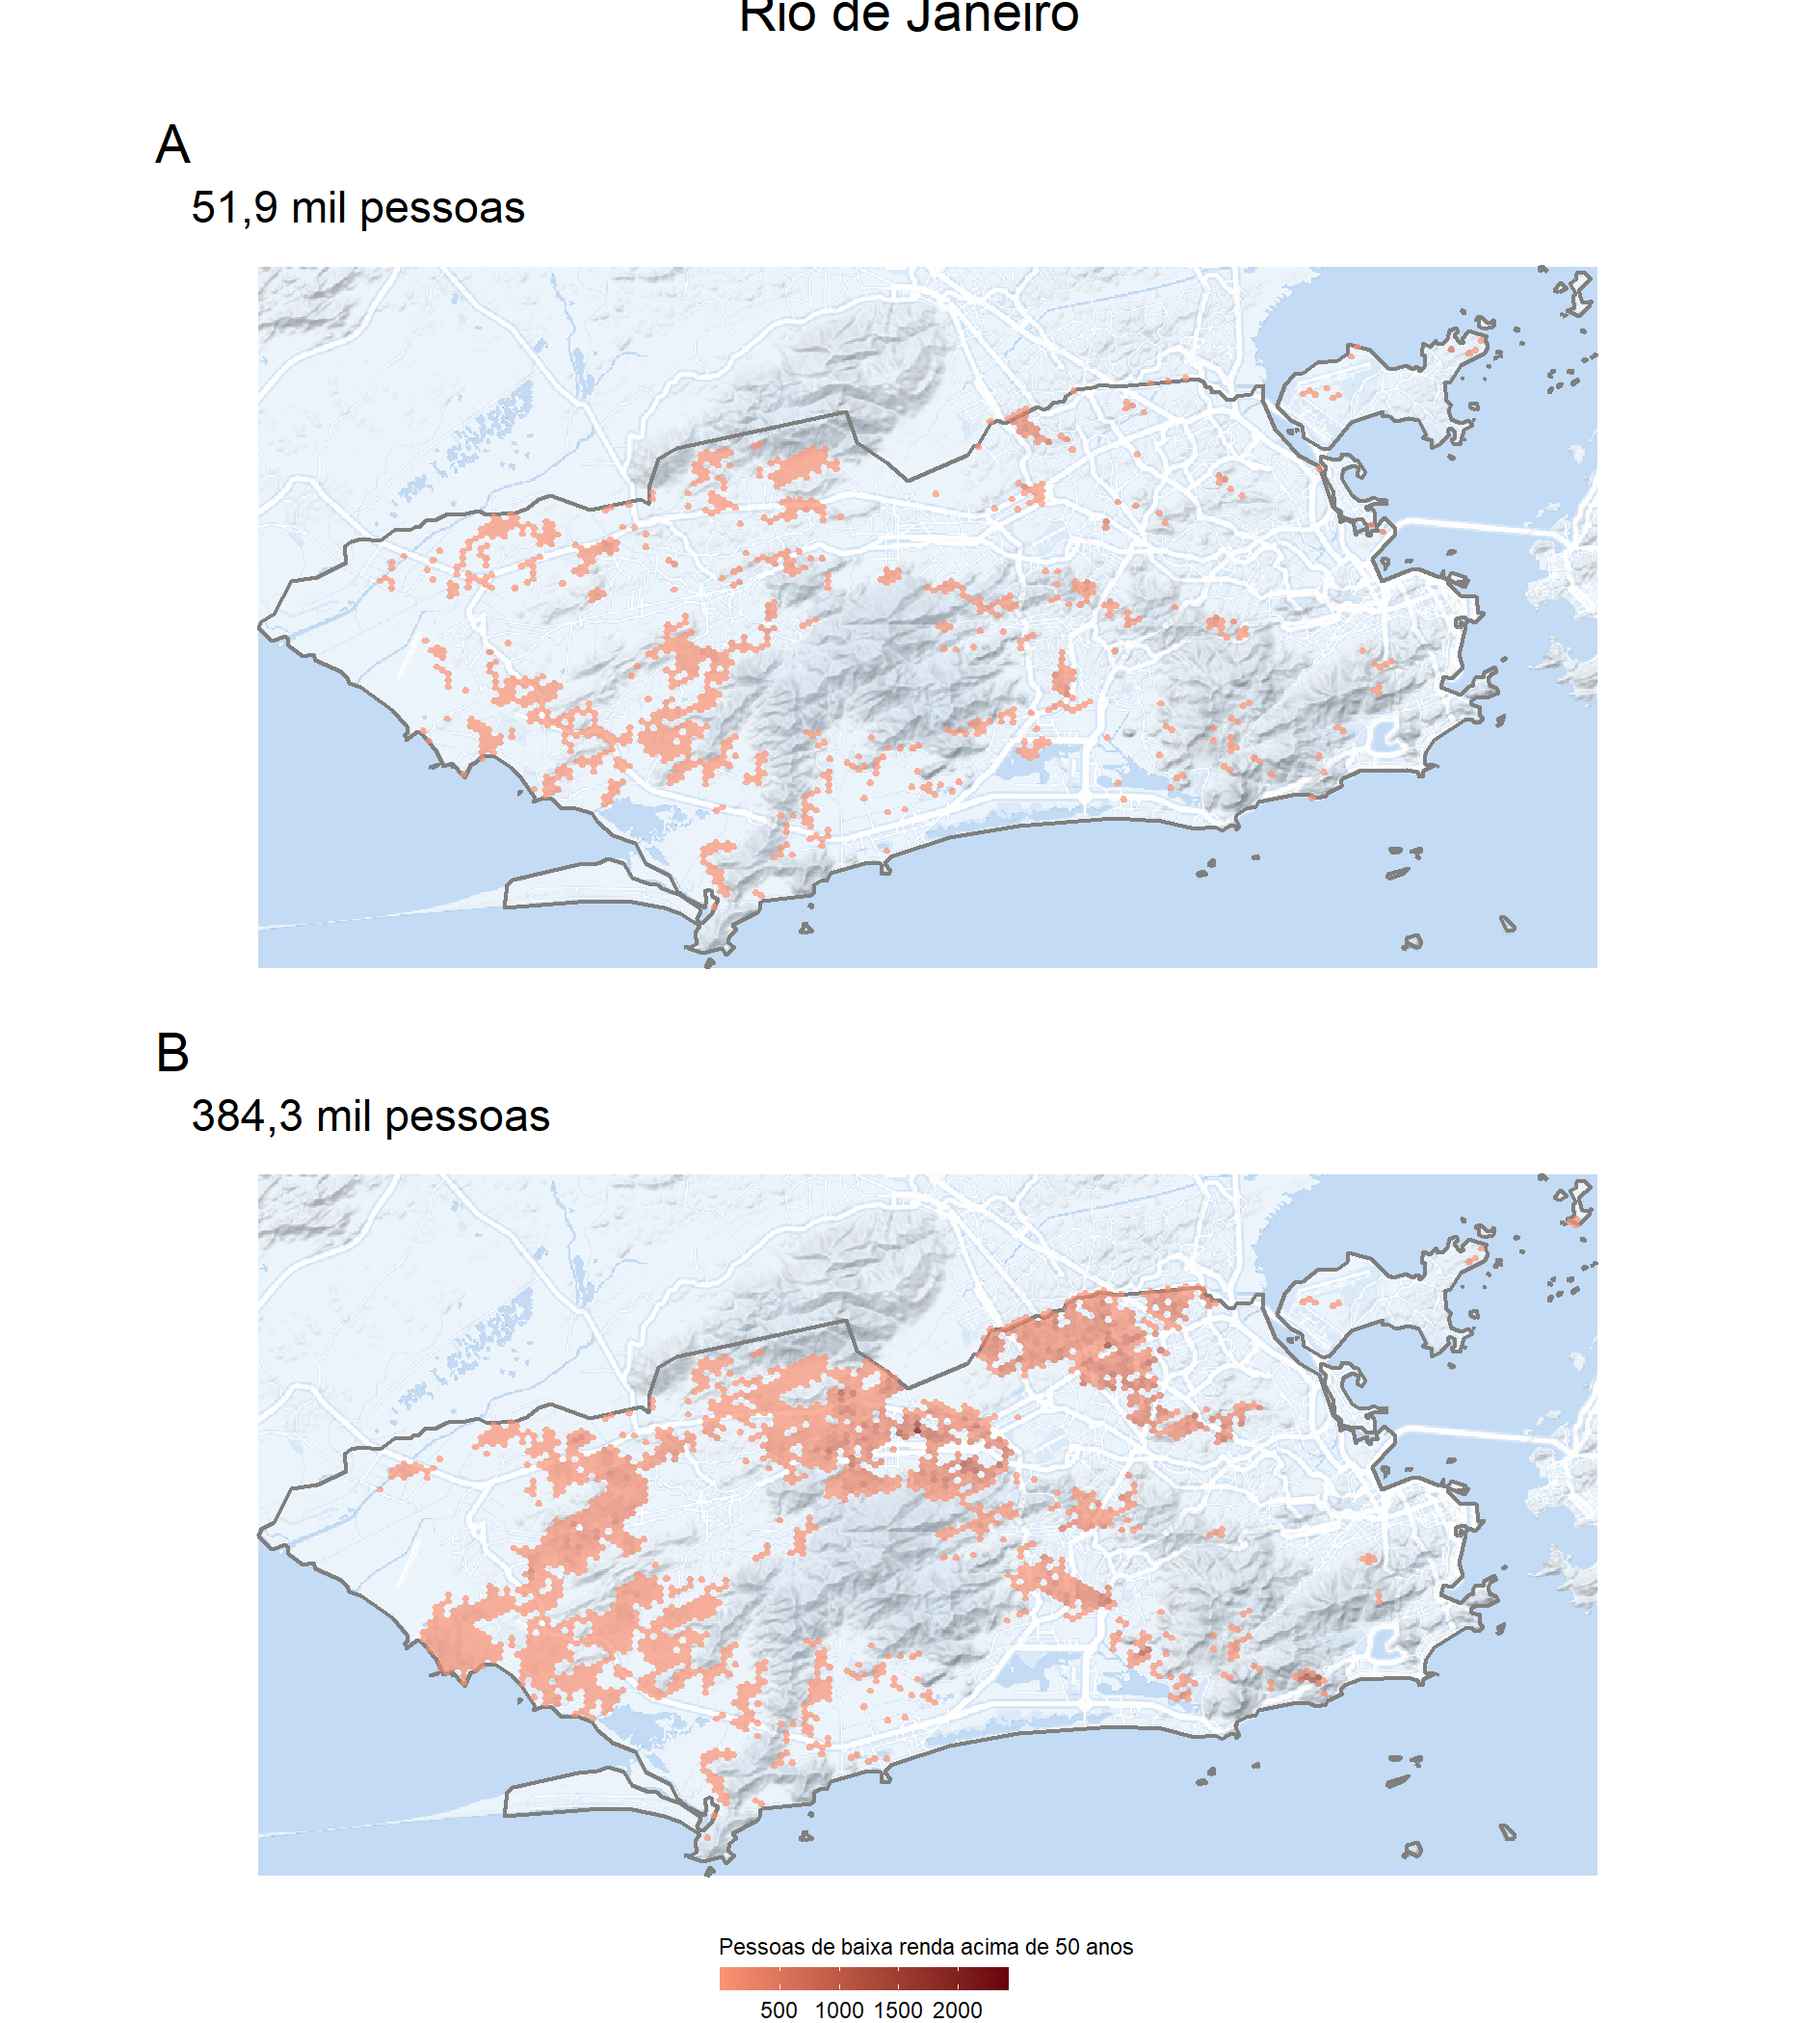 Rio de Janeiro
A
51,9 mil pessoas
B
384,3 mil pessoas
Pessoas de baixa renda acima de 50 anos
500 1000 1500 2000